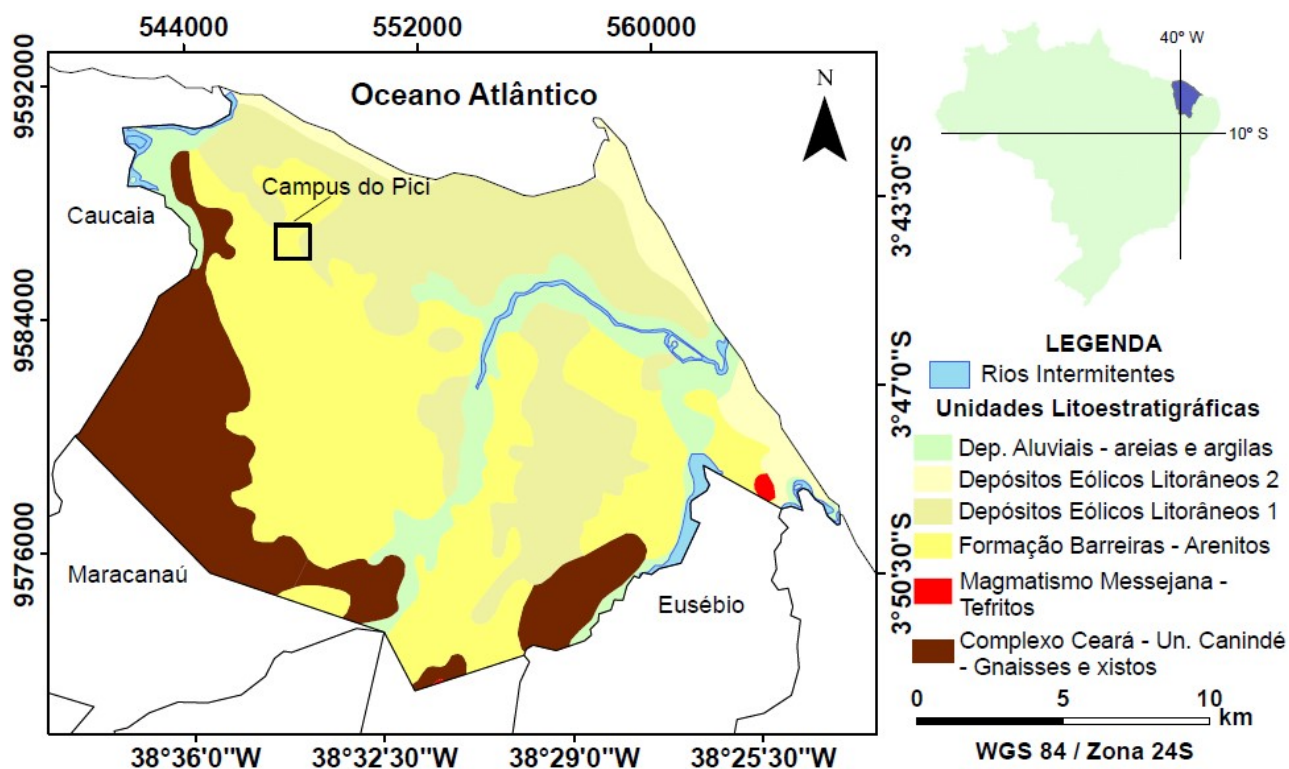 544000
552000
560000
9592000
9584000
9576000
Oceano Atlântico
N
Campus do Pici
Caucaia
Maracanaú
Eusébio
3°43'30''S
3°47'0''S
3°50'30''S
38°36'0''W
38°32'30''W
38°29'0''W
38°25'30''W
40° W
10° S
LEGENDA
Rios Intermitentes
Unidades Litoestratigráficas
Dep. Aluviais - areias e argilas
Depósitos Eólicos Litorâneos 2
Depósitos Eólicos Litorâneos 1
Formação Barreiras - Arenitos
Magmatismo Messejana -
Tefritos
Complexo Ceará - Un. Canindé
- Gnaisses e xistos
0 5 10
km
WGS 84 / Zona 24S